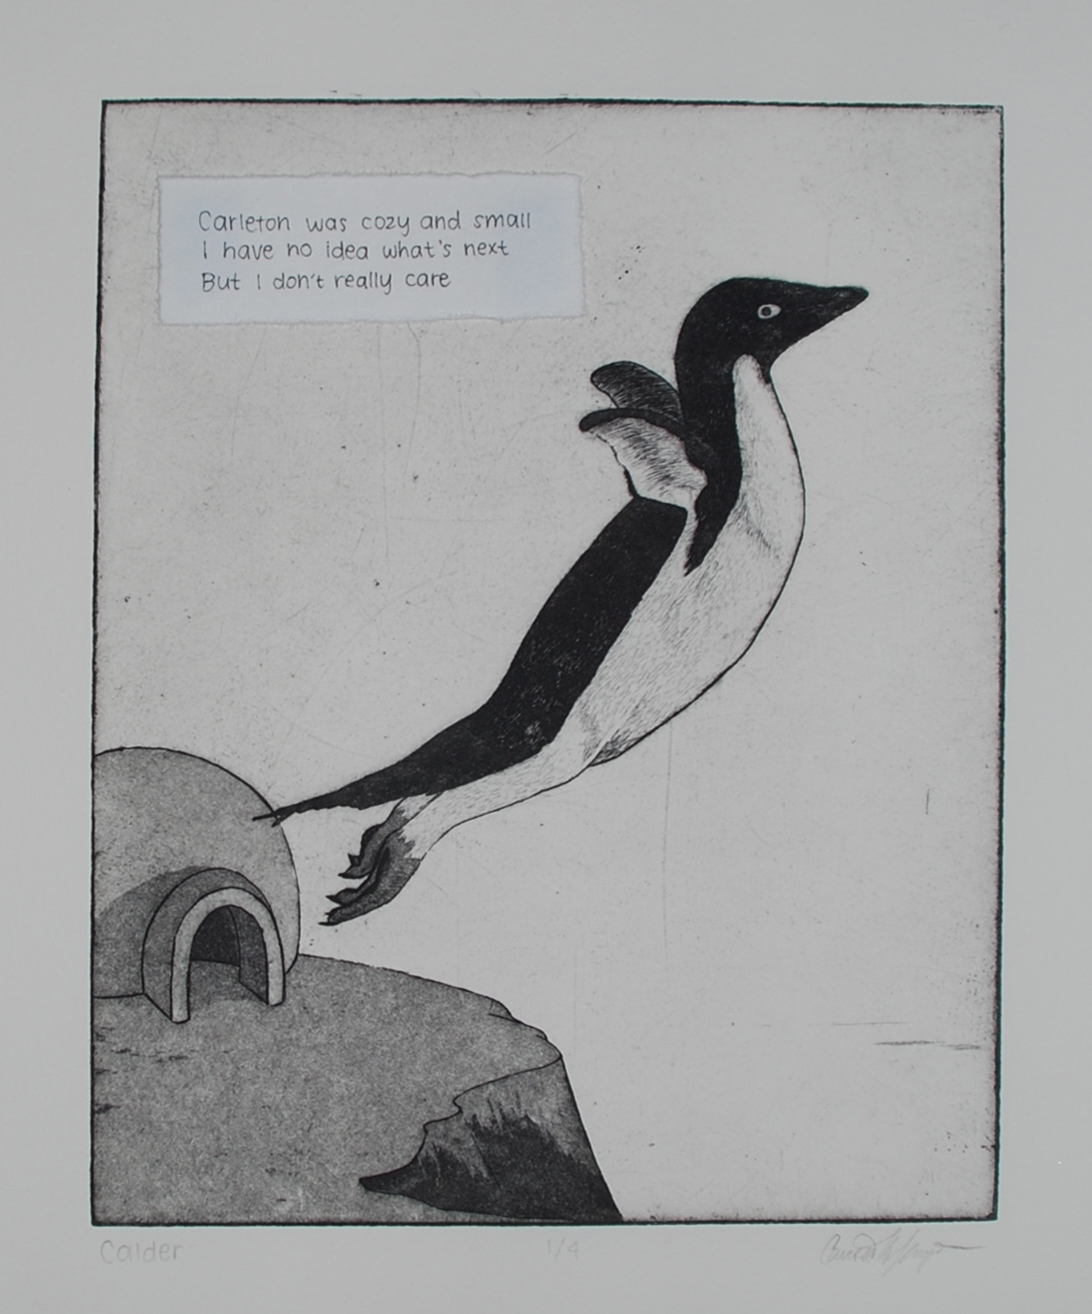 Carleton was cozy and small
I have no idea what's next
But I don't really care
Calder
1/4